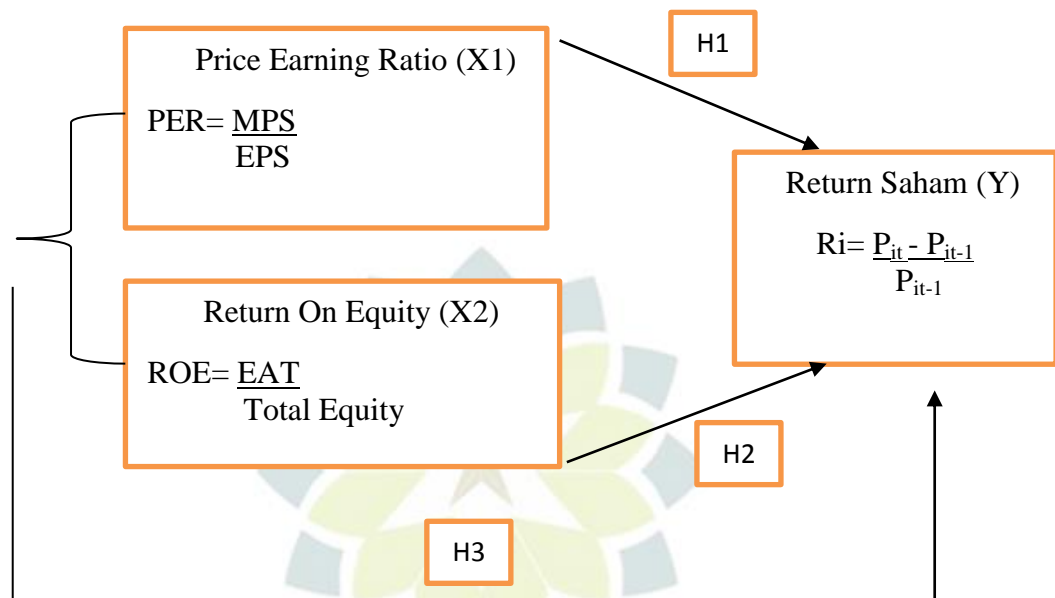 Price Earning Ratio (X1)
PER= MPS
EPS
H1
Return Saham (Y)
Ri= Pit - Pit-1
Pit-1
Return On Equity (X2)
ROE= EAT
Total Equity
H2
H3